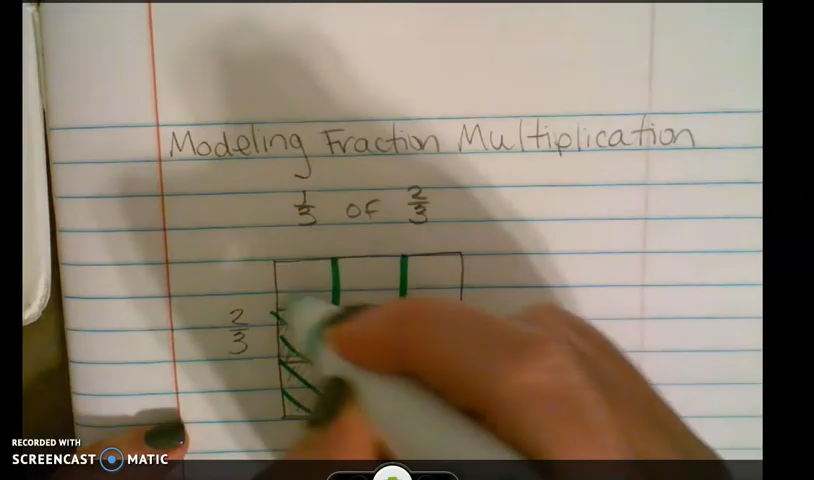 Modeling Fraction Multiplication
1/3 of 2/3
2/3
RECORDED WITH
SCREENCAST MATIC